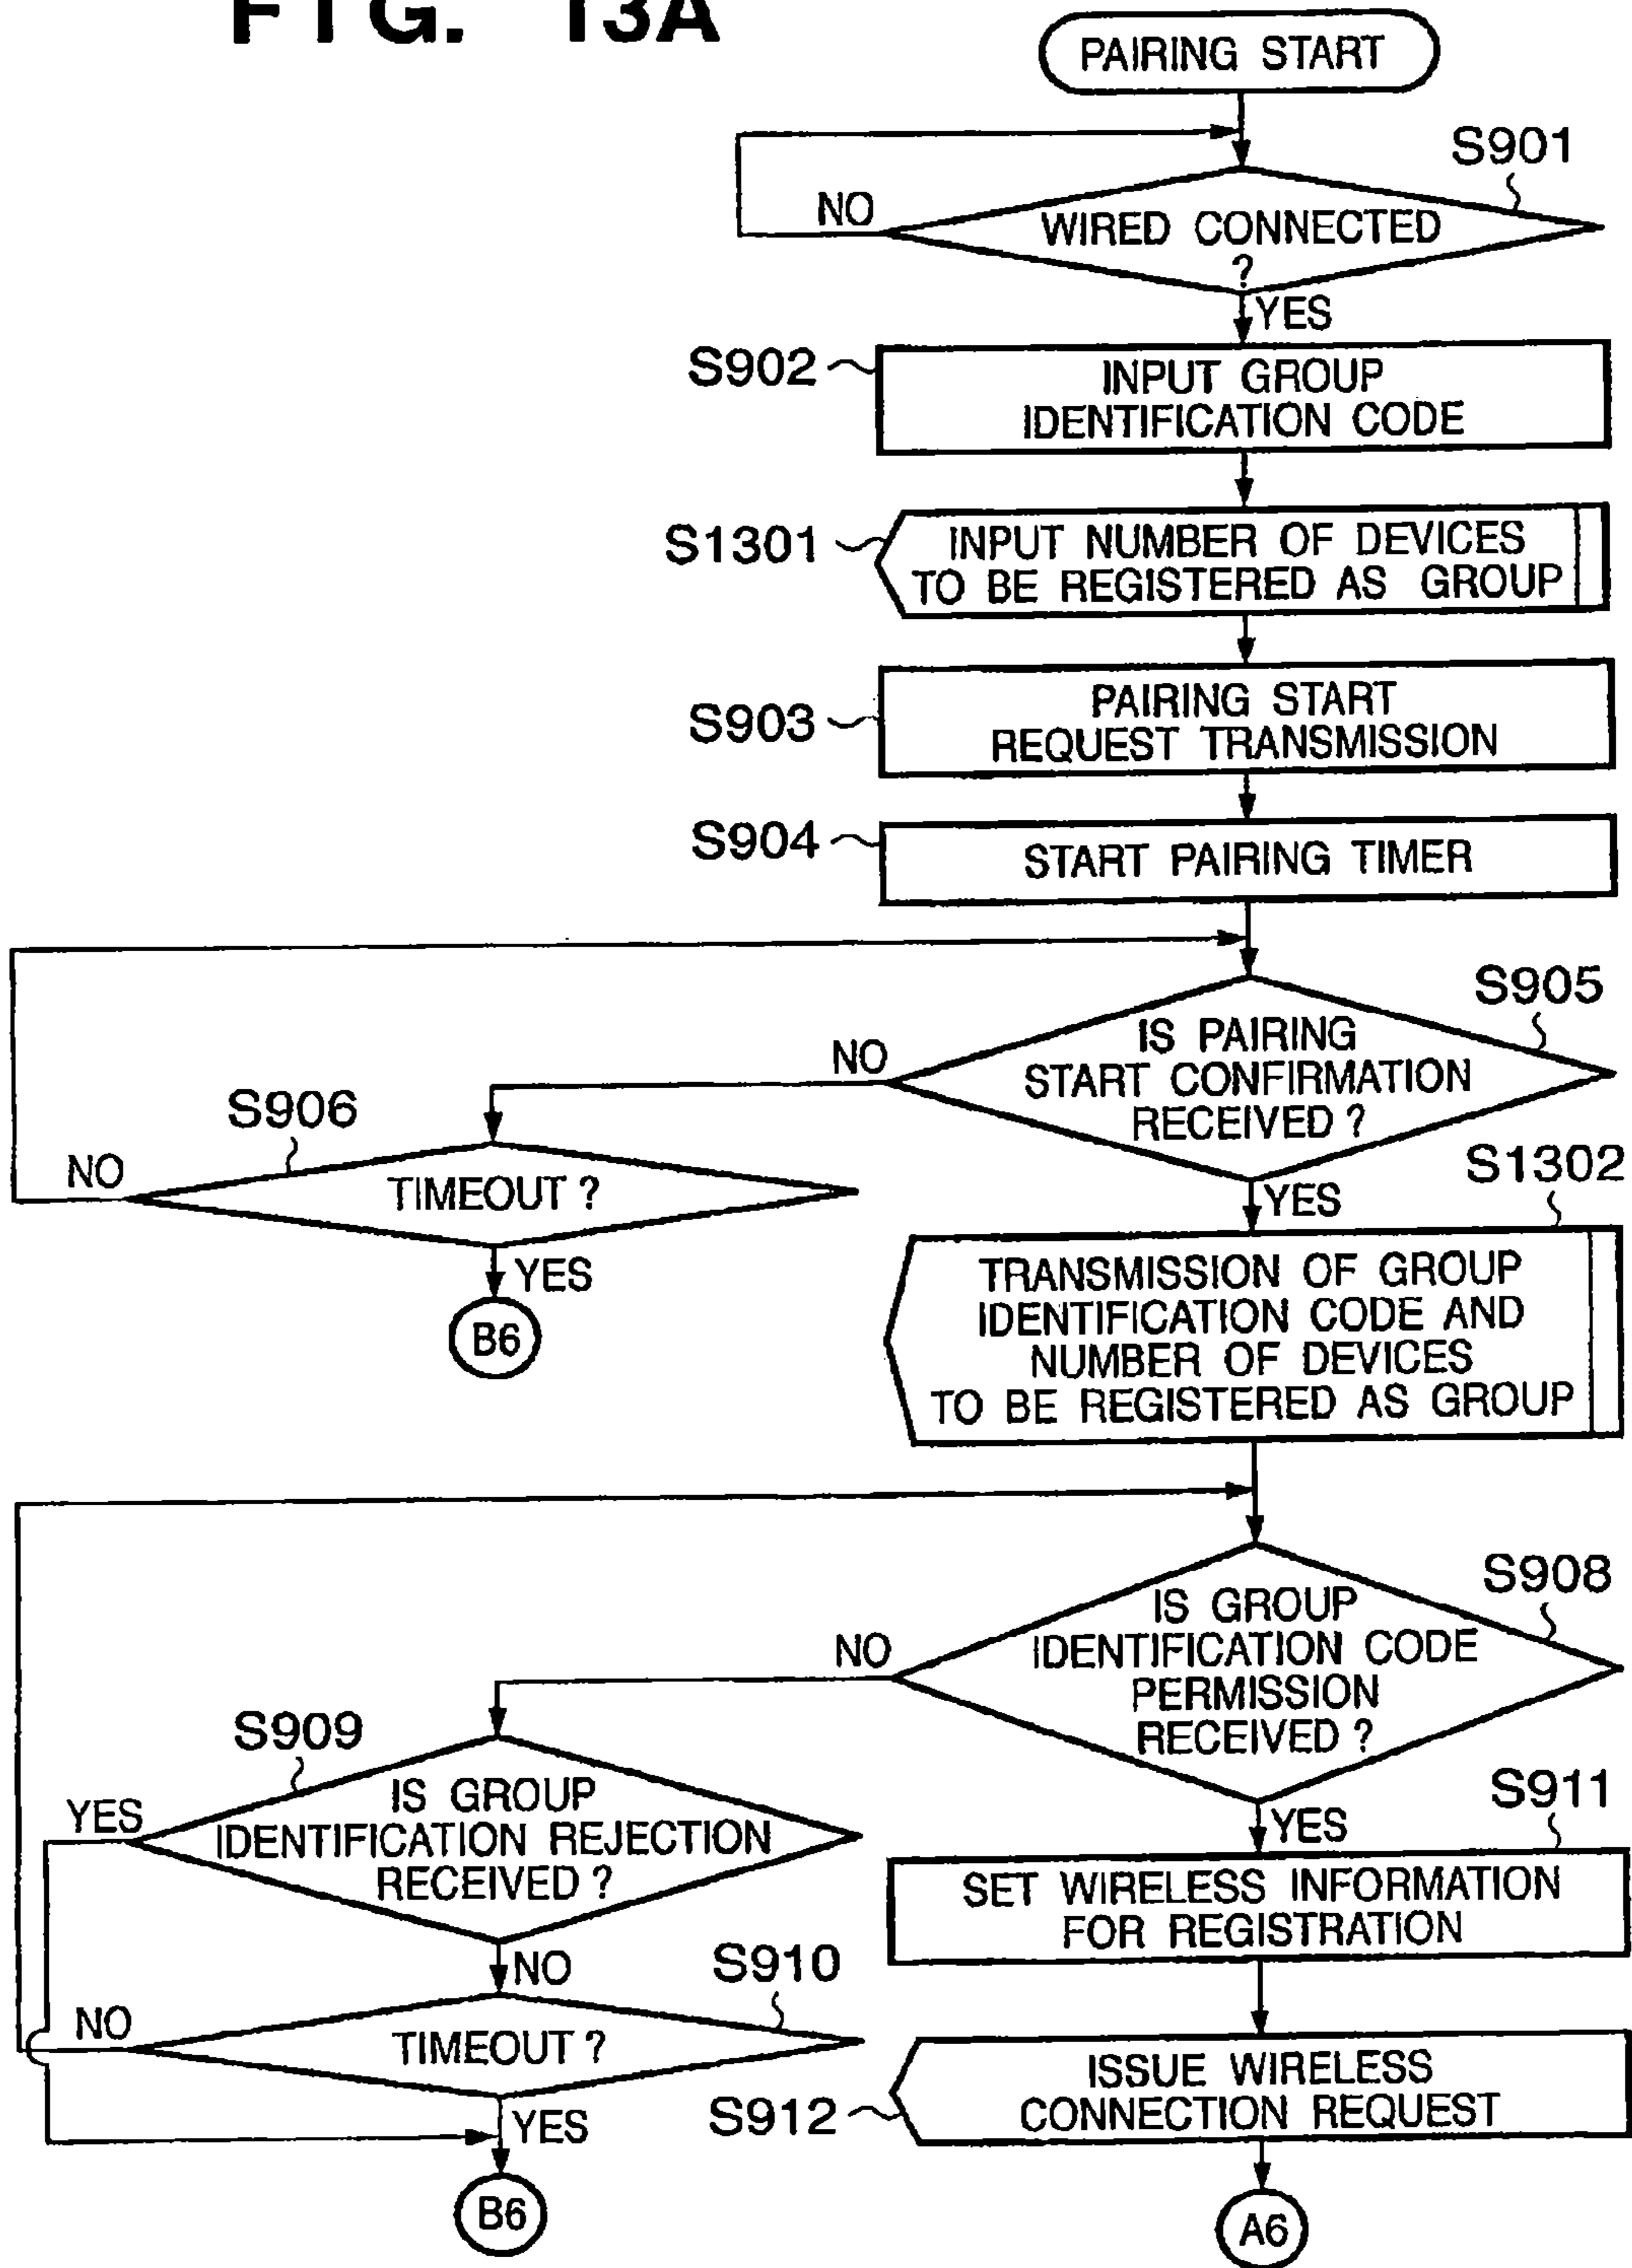 FIG. 13A
PAIRING START
S901
NO
WIRED CONNECTED
?
YES
S902
INPUT GROUP
IDENTIFICATION CODE
S1301
INPUT NUMBER OF DEVICES
TO BE REGISTERED AS GROUP
S903
PAIRING START
REQUEST TRANSMISSION
S904
START PAIRING TIMER
S905
NO
IS PAIRING
START CONFIRMATION
RECEIVED ?
S906
NO
TIMEOUT ?
YES
B6
YES
S1302
TRANSMISSION OF GROUP
IDENTIFICATION CODE AND
NUMBER OF DEVICES
TO BE REGISTERED AS GROUP
S908
NO
IS GROUP
IDENTIFICATION CODE
PERMISSION
RECEIVED ?
S909
YES
IS GROUP
IDENTIFICATION REJECTION
RECEIVED ?
NO
S910
NO
TIMEOUT ?
YES
B6
YES
S911
SET WIRELESS INFORMATION
FOR REGISTRATION
S912
ISSUE WIRELESS
CONNECTION REQUEST
A6